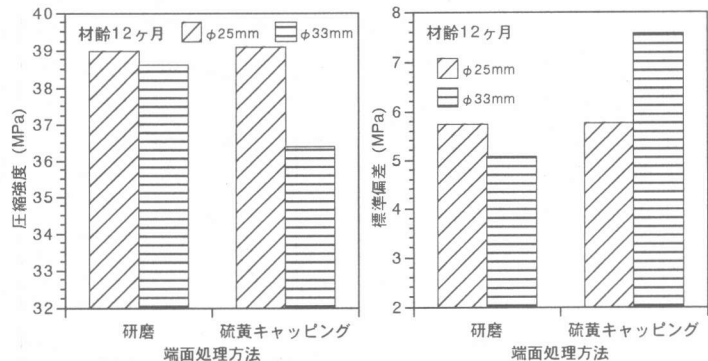 材齢12ヶ月 φ25mm φ33mm
圧縮強度 (MPa)
40
39
38
37
36
35
34
33
32
研磨 硫黄キャッピング
端面処理方法
材齢12ヶ月
φ25mm
φ33mm
標準偏差 (MPa)
8
7
6
5
4
3
2
研磨 硫黄キャッピング
端面処理方法